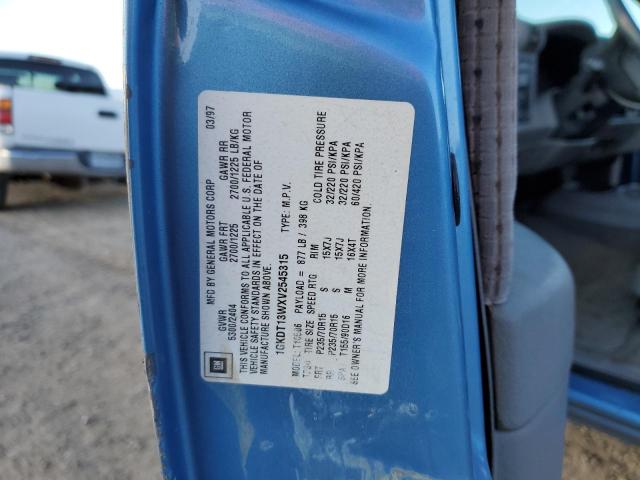 MFD BY GENERAL MOTORS CORP 03/97
GVWR GAWR FRT GAWR RR
5300/2404 2700/1225 2700/1225 LB/KG
THIS VEHICLE CONFORMS TO ALL APPLICABLE U.S. FEDERAL MOTOR
VEHICLE SAFETY STANDARDS IN EFFECT ON THE DATE OF
MANUFACTURE SHOWN ABOVE.
GM
1GKDT13WXV2545315 TYPE: M.P.V.
MODEL: PAYLOAD = 877 LB / 398 KG
TIRE SIZE SPEED RTG RIM COLD TIRE PRESSURE
FRT P235/70R15 S 15X7J 32/220 PSI/KPA
RR P235/70R15 S 15X7J 32/220 PSI/KPA
SPA T155/90D16 M 16X4T 60/420 PSI/KPA
SEE OWNER'S MANUAL FOR MORE INFORMATION.